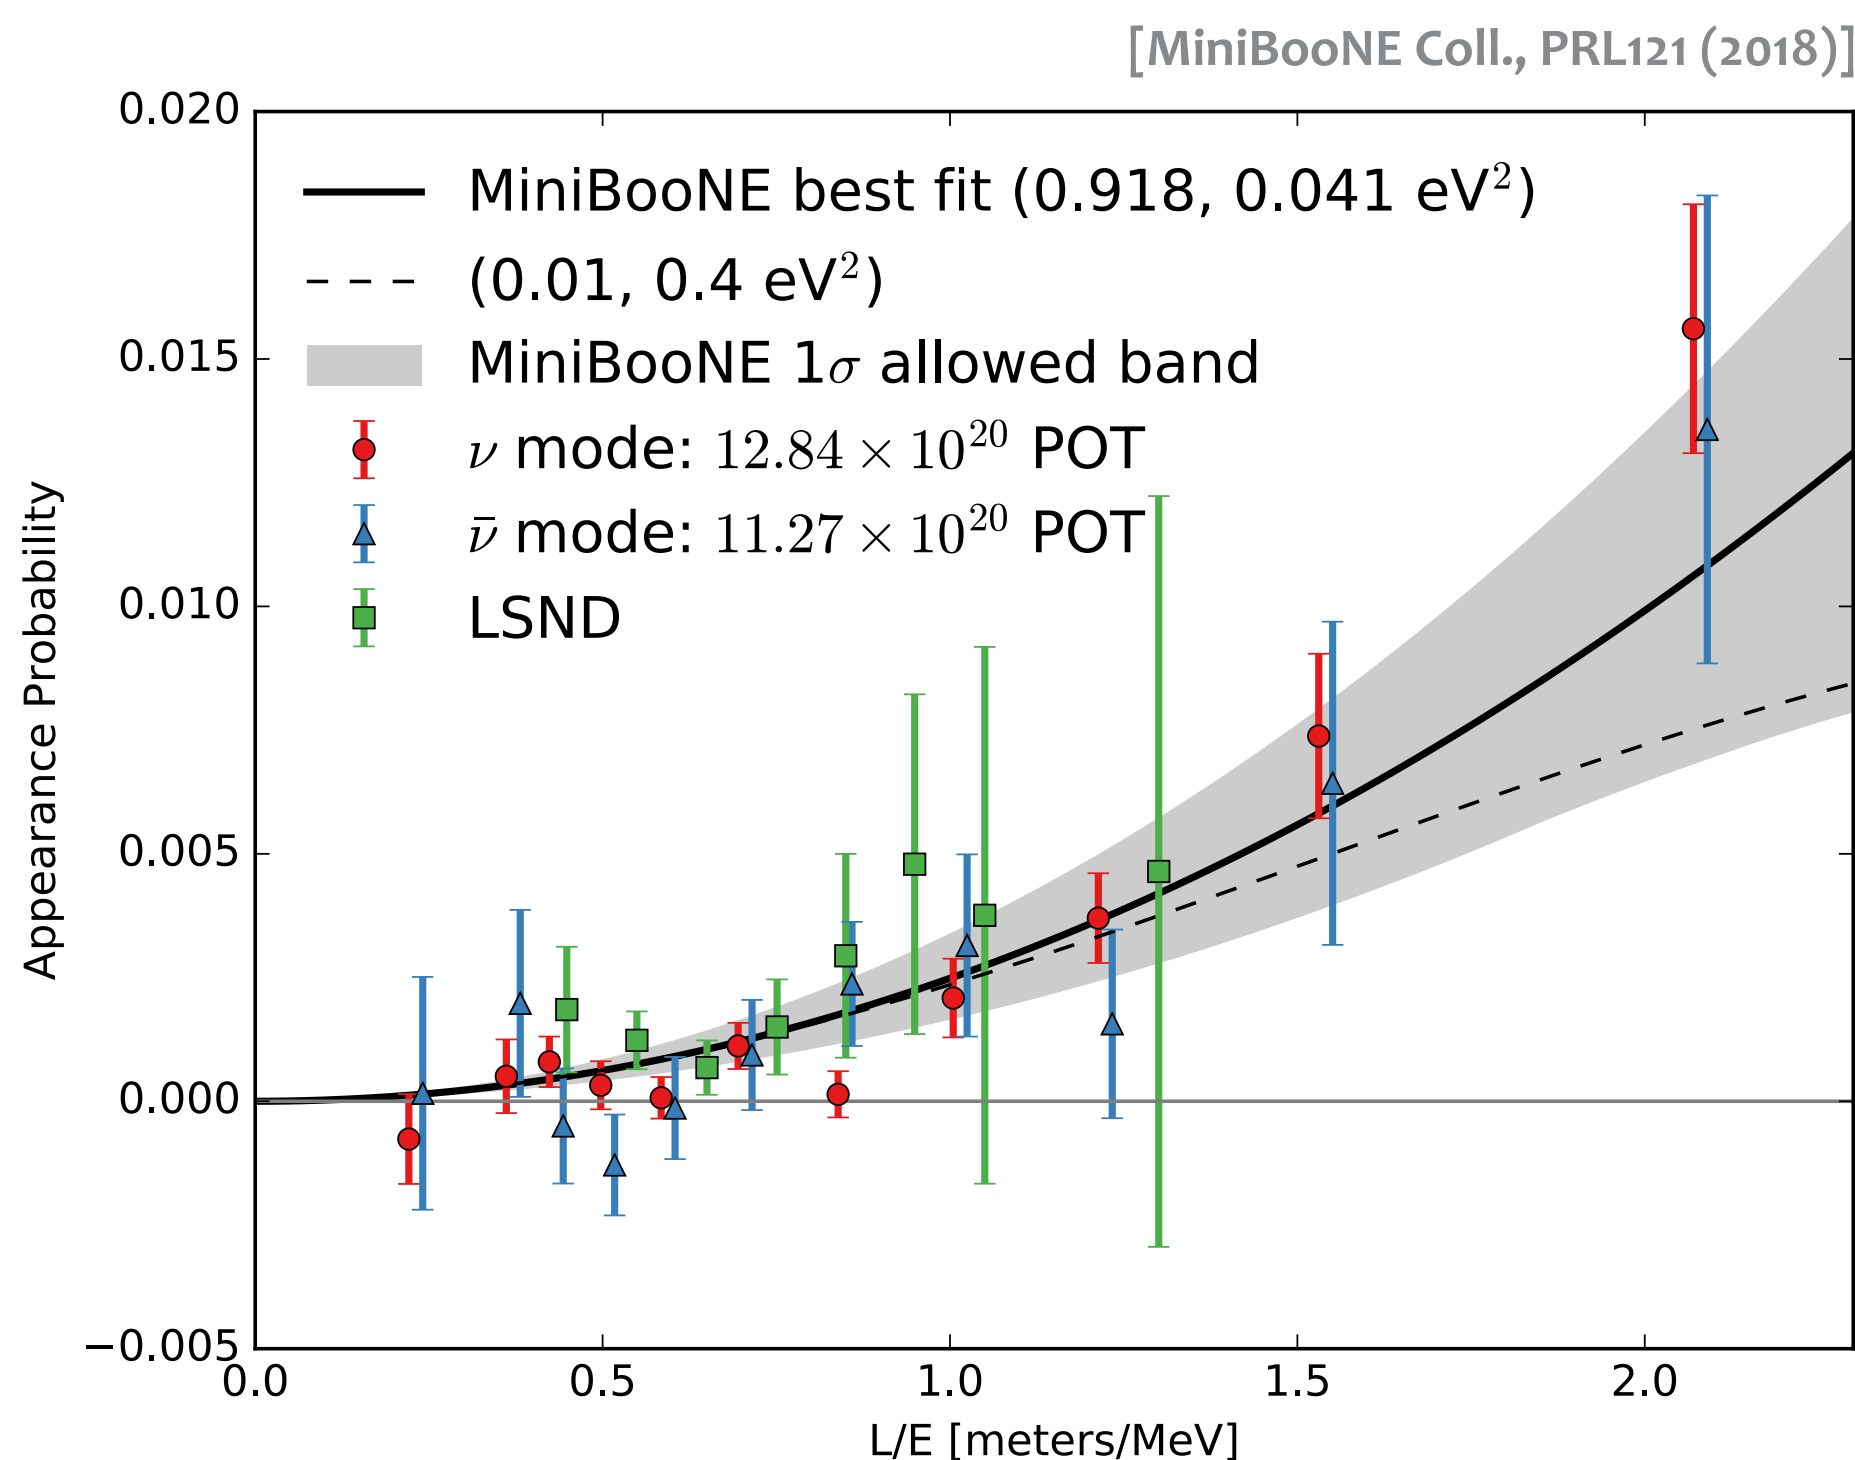 [MiniBooNE Coll., PRL121 (2018)]
0.020
0.015
0.010
0.005
0.000
−0.005
Appearance Probability
MiniBooNE best fit (0.918, 0.041 eV²)
(0.01, 0.4 eV²)
MiniBooNE 1σ allowed band
ν mode: 12.84 × 10²⁰ POT
ν̄ mode: 11.27 × 10²⁰ POT
LSND
0.0 0.5 1.0 1.5 2.0
L/E [meters/MeV]